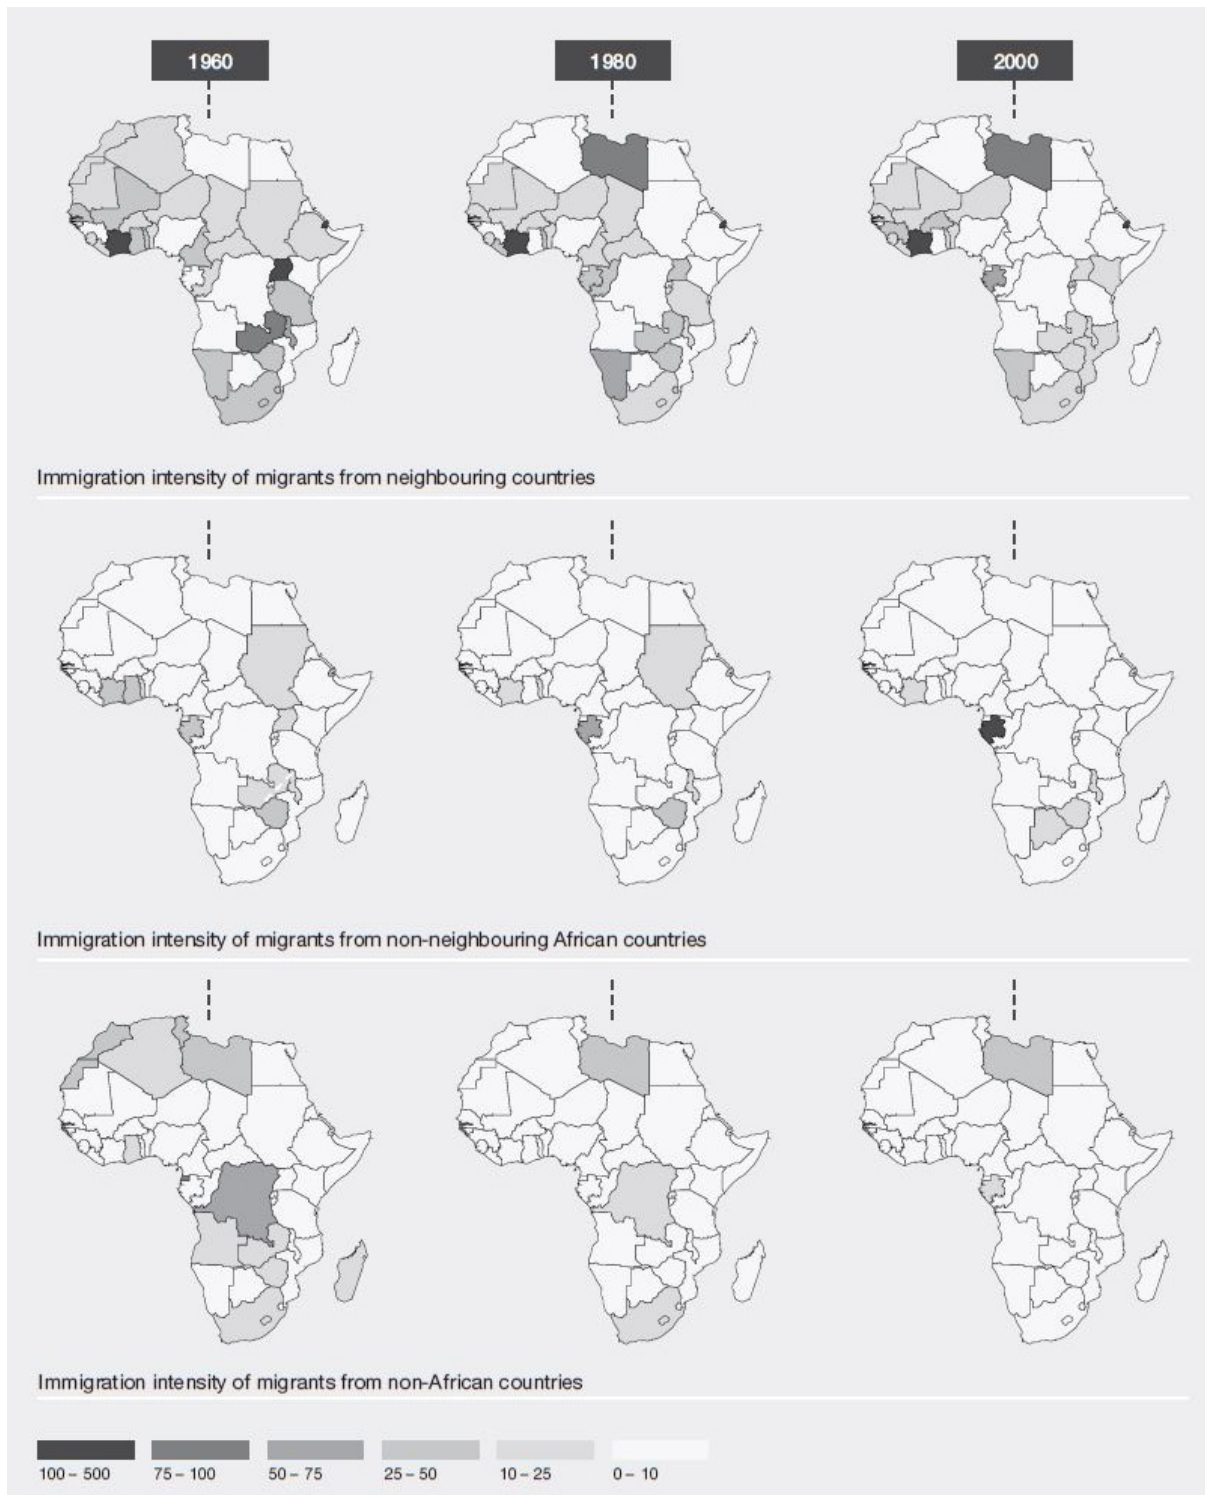 1960 1980 2000
Immigration intensity of migrants from neighbouring countries
Immigration intensity of migrants from non-neighbouring African countries
Immigration intensity of migrants from non-African countries
100 – 500 75 – 100 50 – 75 25 – 50 10 – 25 0 – 10